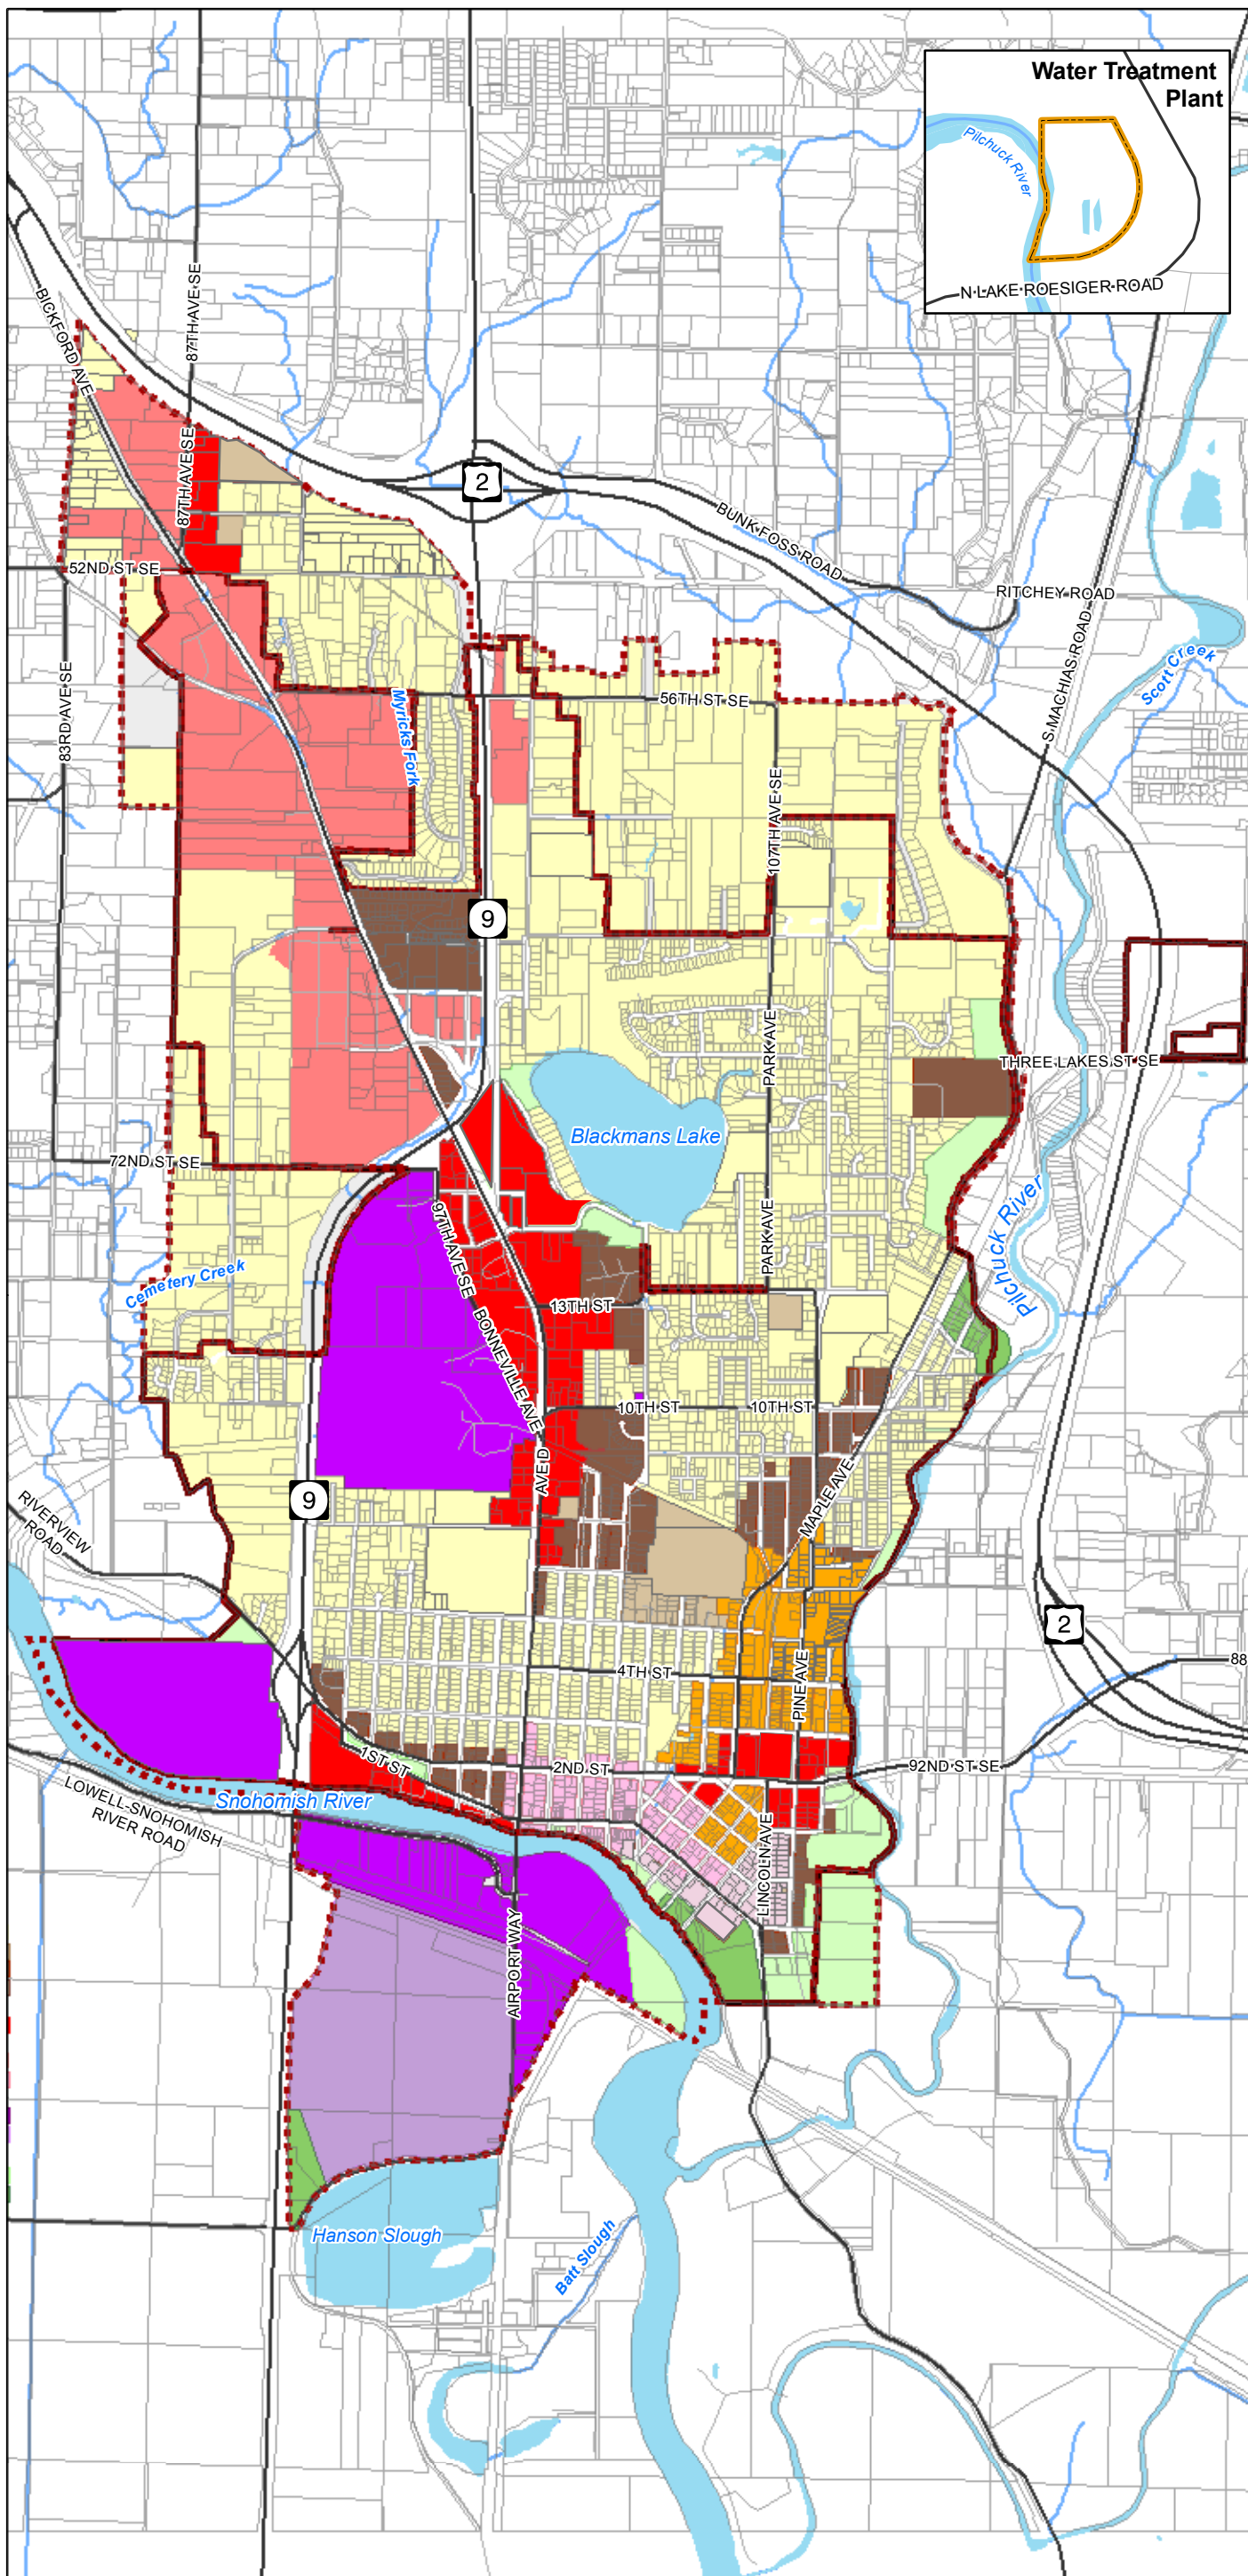 Water Treatment
Plant
Pilchuck River
N LAKE ROESIGER ROAD
BICKFORD AVE
87TH AVE SE
87TH AVE SE
2
BUNK FOSS ROAD
RITCHEY ROAD
52ND ST SE
S MACHIAS ROAD
Scort Creek
83RD AVE SE
Myricks Fork
56TH ST SE
107TH AVE SE
9
PARK AVE
THREE LAKES ST SE
Blackmans Lake
72ND ST SE
97TH AVE SE
PARK AVE
Pilchuck River
Cemetery Creek
13TH ST
BONNEVILLE AVE
10TH ST
10TH ST
AVE D
MAPLE AVE
9
RIVERVIEW
ROAD
2
4TH ST
PINE AVE
88
1ST ST
2ND ST
92ND ST SE
LOWELL-SNOHOMISH
RIVER ROAD
Snohomish River
LINCOLN AVE
AIRPORT WAY
Hanson Slough
Batt Slough